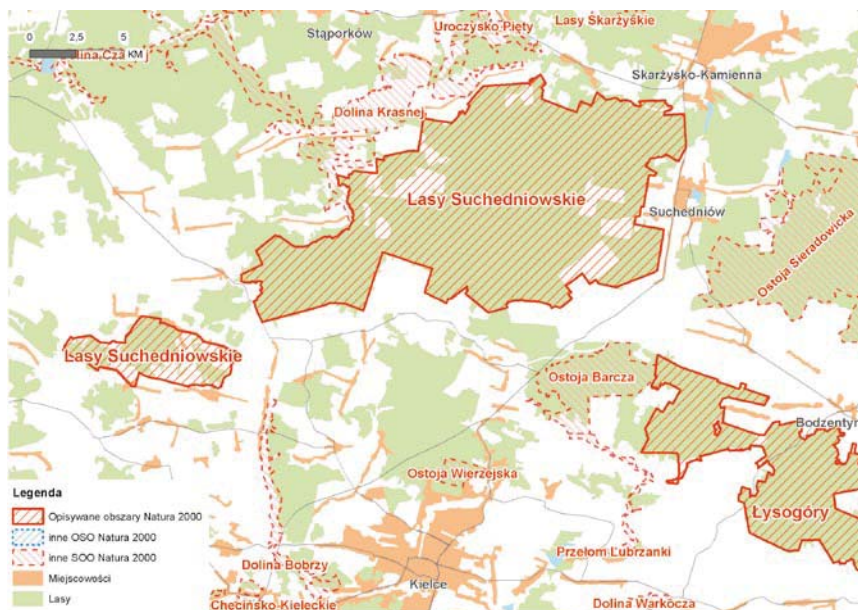 Stąporków
Uroczysko Pięty
Lasy Skarżyskie
0 2,5 5
KM
Skarżysko-Kamienna
Dolina Krasnej
Lasy Suchedniowskie
Suchedniów
Ostoja Sieradowicka
Lasy Suchedniowskie
Ostoja Barcza
Bodzentyn
Ostoja Wierzejska
Łysogóry
Legenda
Opisywane obszary Natura 2000
inne OSO Natura 2000
inne SOO Natura 2000
Miejscowości
Lasy
Dolina Bobrzy
Kielce
Przełom Lubrzanki
Chęcińsko-Kieleckie
Dolina Warkocza